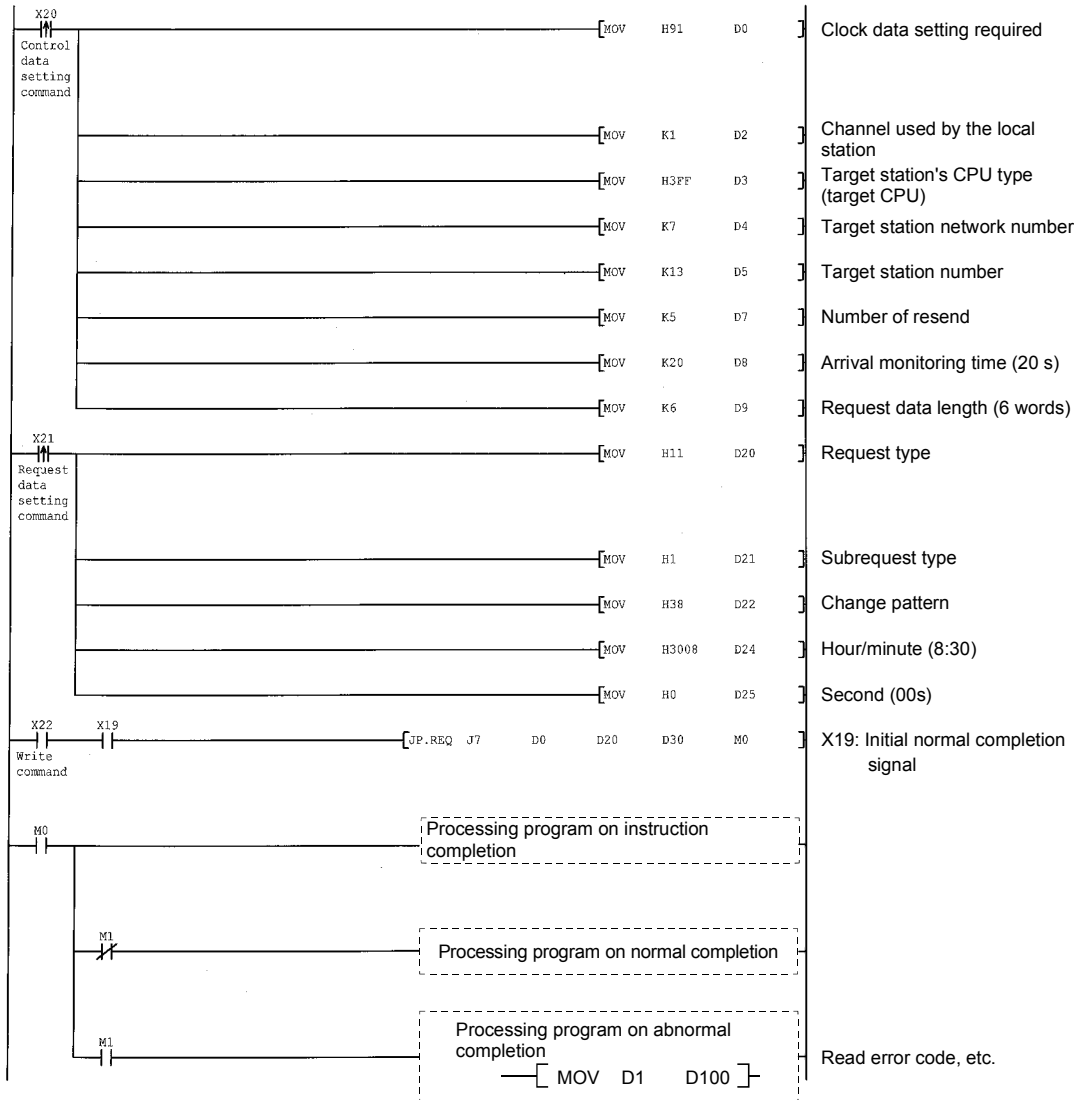 X20
Control
data
setting
command
MOV H91 D0 Clock data setting required
MOV K1 D2 Channel used by the local
station
MOV H3FF D3 Target station's CPU type
(target CPU)
MOV K7 D4 Target station network number
MOV K13 D5 Target station number
MOV K5 D7 Number of resend
MOV K20 D8 Arrival monitoring time (20 s)
MOV K6 D9 Request data length (6 words)
X21
Request
data
setting
command
MOV H11 D20 Request type
MOV H1 D21 Subrequest type
MOV H38 D22 Change pattern
MOV H3008 D24 Hour/minute (8:30)
MOV H0 D25 Second (00s)
X22 X19
Write
command
JP.REQ J7 D0 D20 D30 M0 X19: Initial normal completion
signal
M0
Processing program on instruction
completion
M1
Processing program on normal completion
M1
Processing program on abnormal
completion
MOV D1 D100
Read error code, etc.